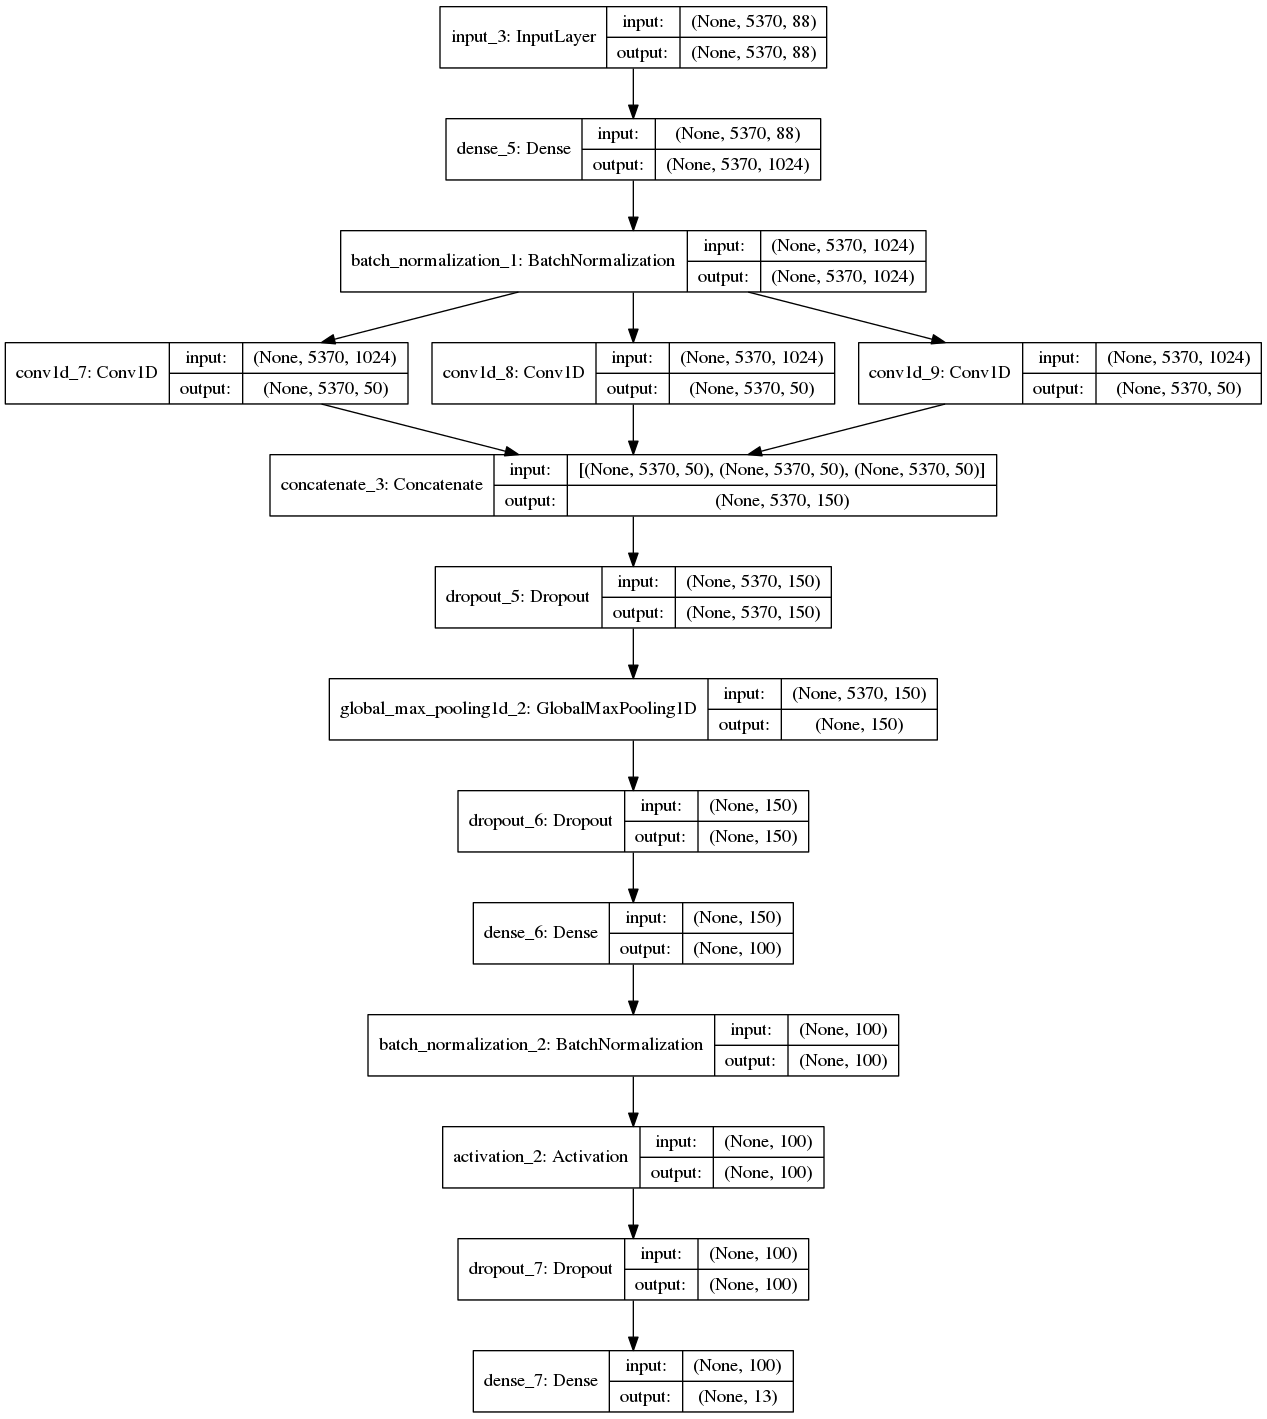 input_3: InputLayer
input: (None, 5370, 88)
output: (None, 5370, 88)
dense_5: Dense
input: (None, 5370, 88)
output: (None, 5370, 1024)
batch_normalization_1: BatchNormalization
input: (None, 5370, 1024)
output: (None, 5370, 1024)
conv1d_7: Conv1D
input: (None, 5370, 1024)
output: (None, 5370, 50)
conv1d_8: Conv1D
input: (None, 5370, 1024)
output: (None, 5370, 50)
conv1d_9: Conv1D
input: (None, 5370, 1024)
output: (None, 5370, 50)
concatenate_3: Concatenate
input: [(None, 5370, 50), (None, 5370, 50), (None, 5370, 50)]
output: (None, 5370, 150)
dropout_5: Dropout
input: (None, 5370, 150)
output: (None, 5370, 150)
global_max_pooling1d_2: GlobalMaxPooling1D
input: (None, 5370, 150)
output: (None, 150)
dropout_6: Dropout
input: (None, 150)
output: (None, 150)
dense_6: Dense
input: (None, 150)
output: (None, 100)
batch_normalization_2: BatchNormalization
input: (None, 100)
output: (None, 100)
activation_2: Activation
input: (None, 100)
output: (None, 100)
dropout_7: Dropout
input: (None, 100)
output: (None, 100)
dense_7: Dense
input: (None, 100)
output: (None, 13)